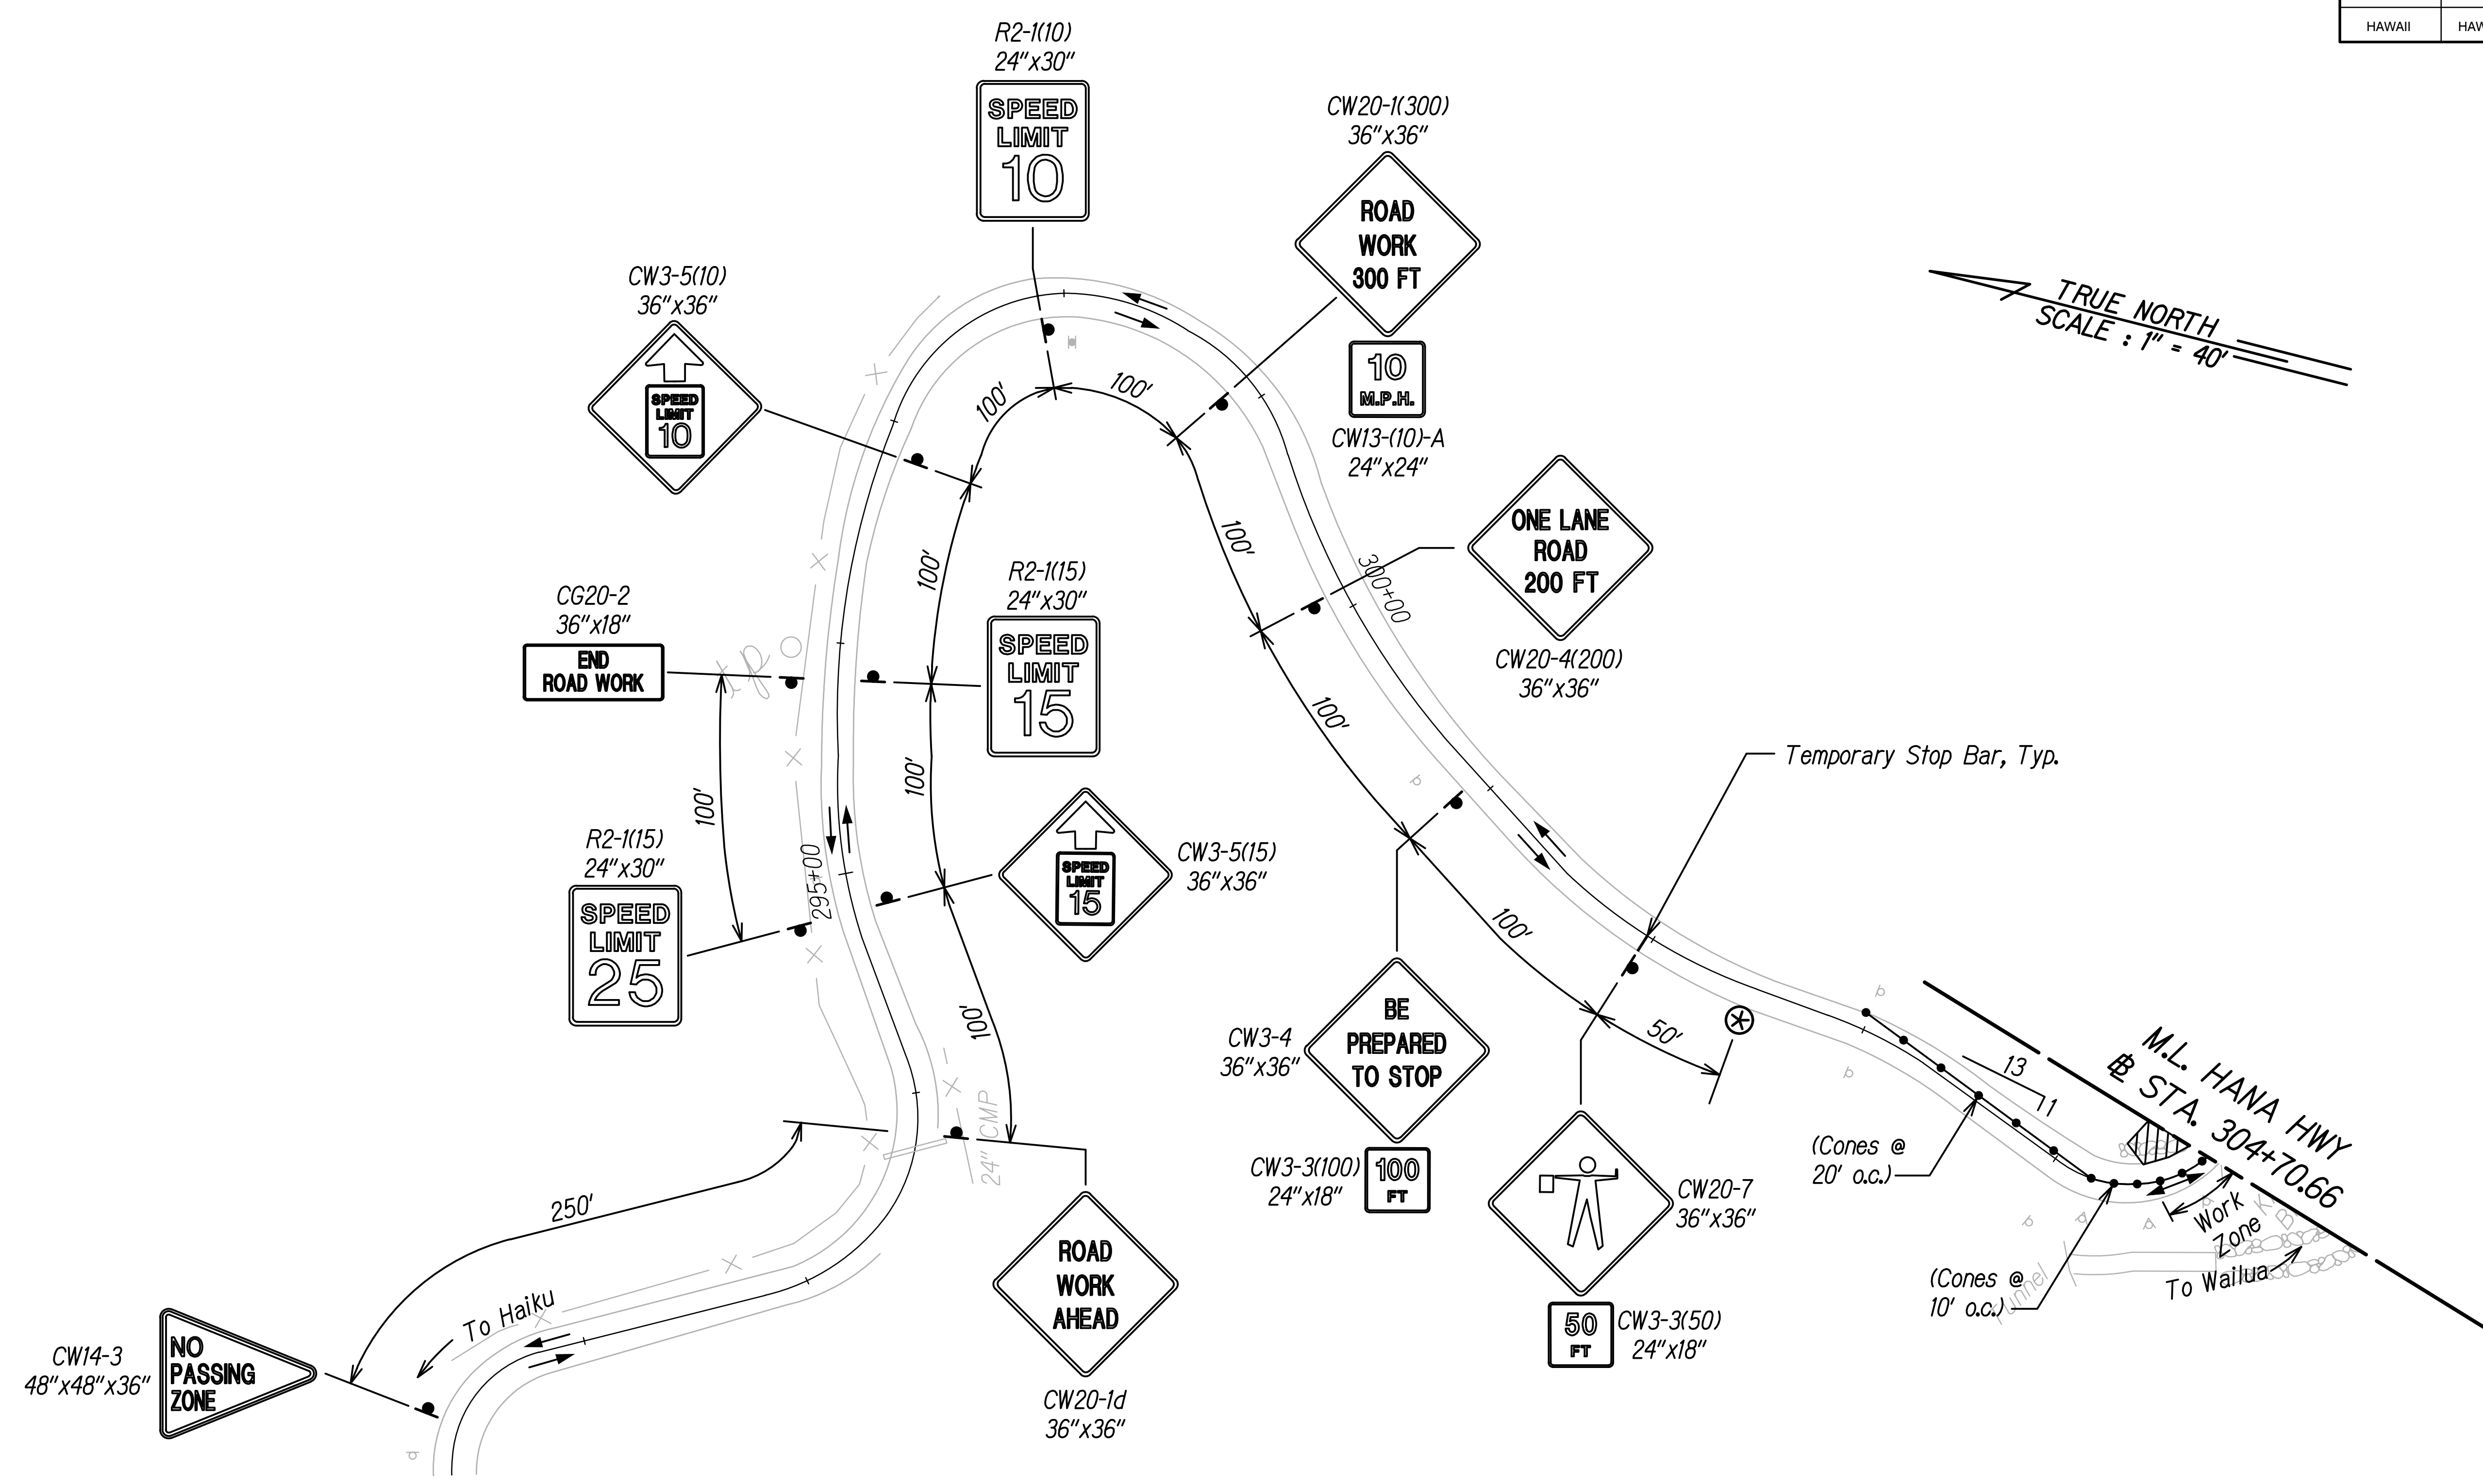 HAWAII
R2-1(10)
24"x30"
SPEED
LIMIT
10
CW20-1(300)
36"x36"
ROAD
WORK
300 FT
10
M.P.H.
CW13-(10)-A
24"x24"
TRUE NORTH
SCALE : 1" = 40'
CW3-5(10)
36"x36"
SPEED
LIMIT
10
100'
100'
100'
100'
ONE LANE
ROAD
200 FT
CW20-4(200)
36"x36"
300+00
CG20-2
36"x18"
END
ROAD WORK
R2-1(15)
24"x30"
SPEED
LIMIT
15
100'
100'
100'
Temporary Stop Bar, Typ.
R2-1(15)
24"x30"
SPEED
LIMIT
25
295+00
SPEED
LIMIT
15
CW3-5(15)
36"x36"
100'
100'
50'
24" CMP
BE
PREPARED
TO STOP
CW3-4
36"x36"
CW3-3(100)
24"x18"
100
FT
13
1
M.L. HANA HWY
STA. 304+70.66
(Cones @
20' o.c.)
250'
ROAD
WORK
AHEAD
CW20-1d
36"x36"
CW20-7
36"x36"
50
FT
CW3-3(50)
24"x18"
Work
Zone
(Cones @
10' o.c.)
Tunnel
To Wailua
To Haiku
CW14-3
48"x48"x36"
NO
PASSING
ZONE